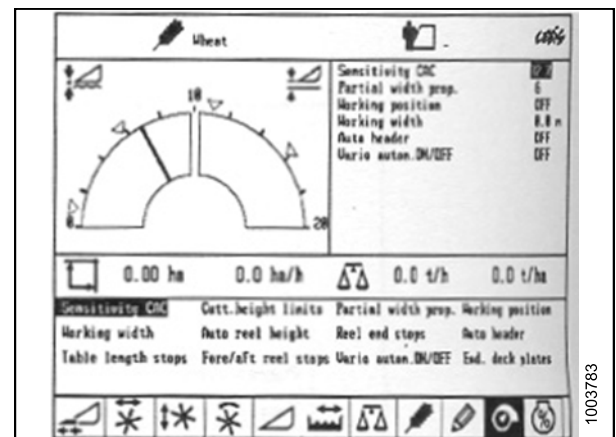 Wheat
cebis
Sensitivity CAC
Partial width prop. 6
Working position OFF
Working width 0.0 m
Auto header OFF
Vario autom.ON/OFF OFF
10
0
20
0.00 ha 0.0 ha/h 0.0 t/h 0.0 t/ha
Sensitivity CAC Cutt.height limits Partial width prop. Working position
Working width Auto reel height Reel end stops Auto header
Table length stops Fore/aft reel stops Vario autom.ON/OFF End. deck plates
%
1003783